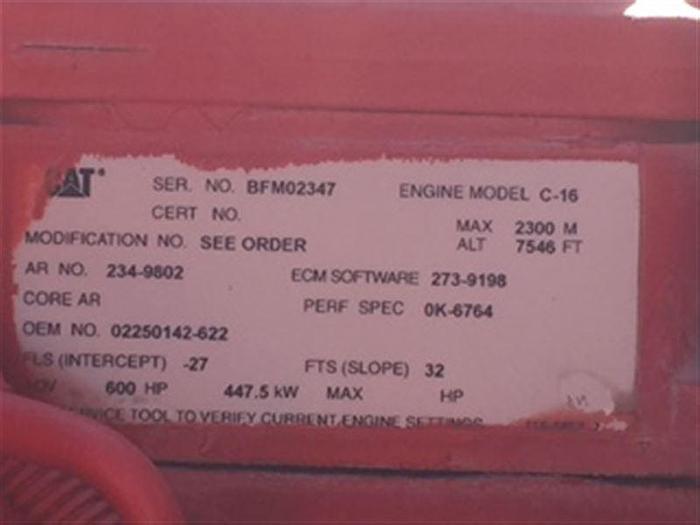 CAT® SER. NO. BFM02347 ENGINE MODEL C-16
CERT NO. MAX 2300 M
MODIFICATION NO. SEE ORDER ALT 7546 FT
AR NO. 234-9802 ECM SOFTWARE 273-9198
CORE AR PERF SPEC 0K-6764
OEM NO. 02250142-622
FLS (INTERCEPT) -27 FTS (SLOPE) 32
600 HP 447.5 kW MAX HP
TOOL TO VERIFY CURRENT ENGINE SETTINGS